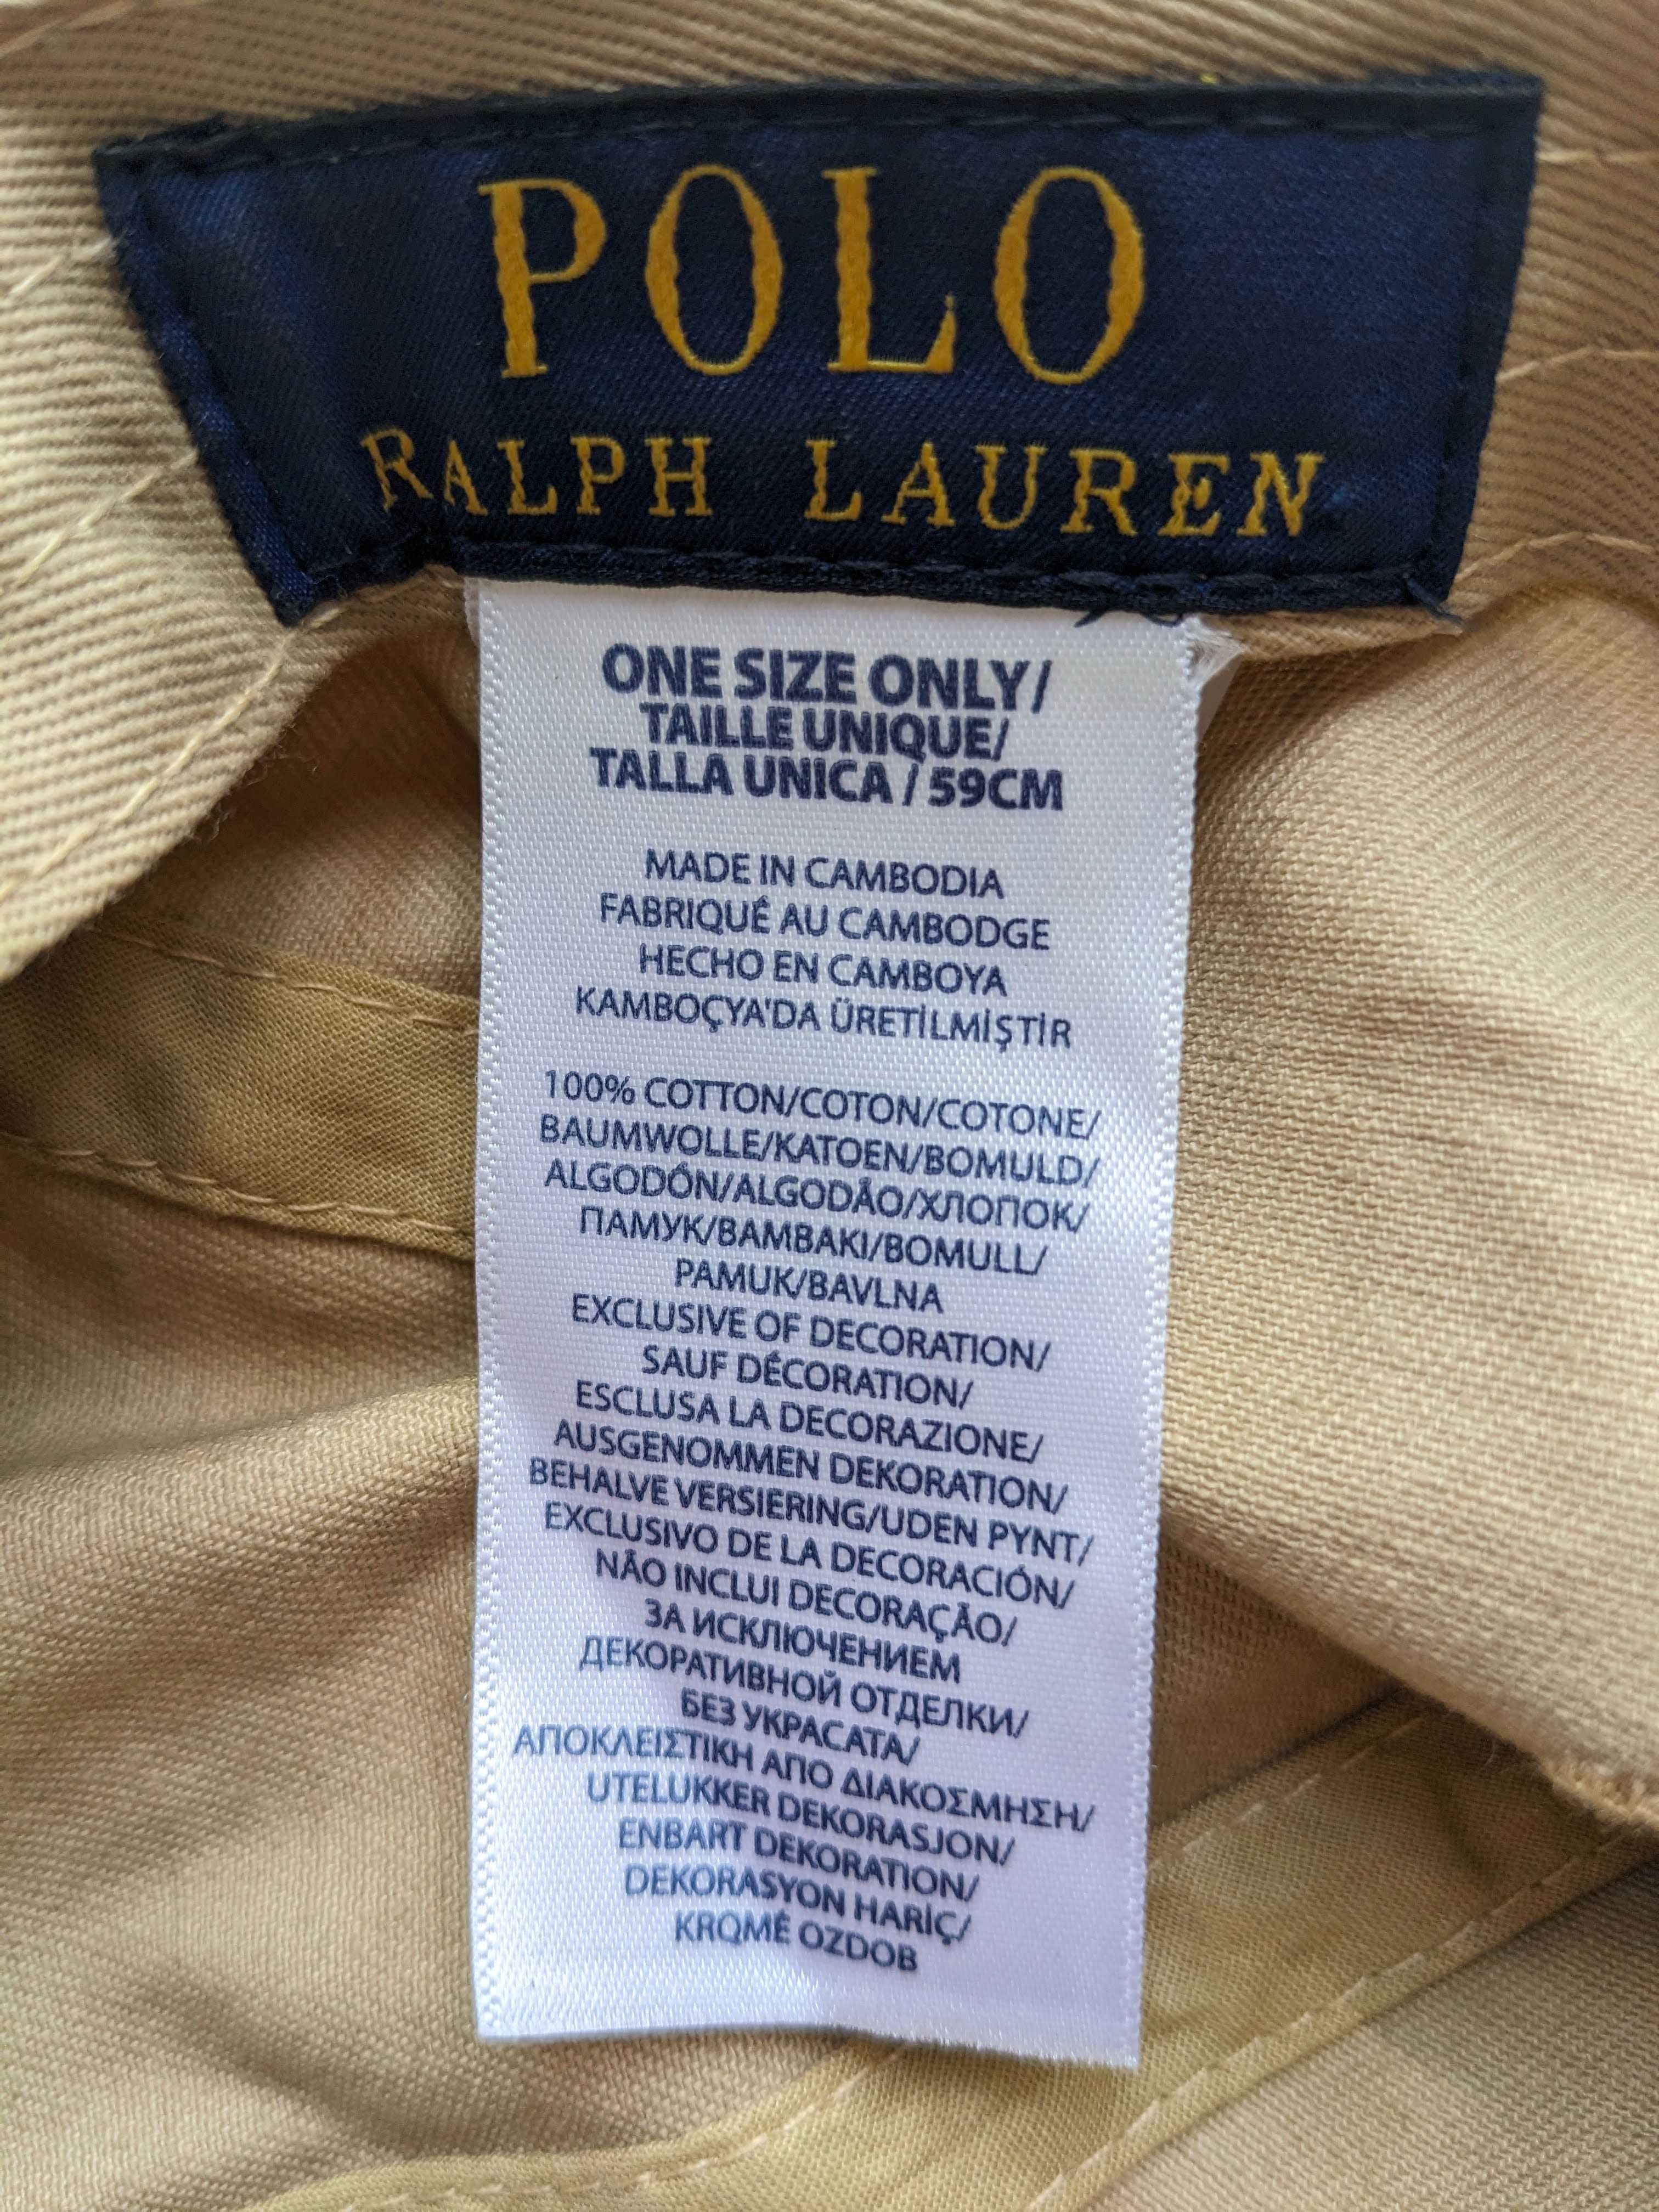 POLO
RALPH LAUREN
ONE SIZE ONLY/
TAILLE UNIQUE/
TALLA UNICA / 59CM
MADE IN CAMBODIA
FABRIQUÉ AU CAMBODGE
HECHO EN CAMBOYA
KAMBOÇYA'DA ÜRETİLMİŞTİR
100% COTTON/COTON/COTONE/
BAUMWOLLE/KATOEN/BOMULD/
ALGODÓN/ALGODÃO/ХЛОПОК/
ПАМУК/BAMBAKI/BOMULL/
PAMUK/BAVLNA
EXCLUSIVE OF DECORATION/
SAUF DÉCORATION/
ESCLUSA LA DECORAZIONE/
AUSGENOMMEN DEKORATION/
BEHALVE VERSIERING/UDEN PYNT/
EXCLUSIVO DE LA DECORACIÓN/
NÃO INCLUI DECORAÇÃO/
ЗА ИСКЛЮЧЕНИЕМ
ДЕКОРАТИВНОЙ ОТДЕЛКИ/
БЕЗ УКРАСАТА/
ΑΠΟΚΛΕΙΣΤΙΚΗ ΑΠΟ ΔΙΑΚΟΣΜΗΣΗ/
UTELUKKER DEKORASJON/
ENBART DEKORATION/
DEKORASYON HARİÇ/
KRQMÉ OZDOB